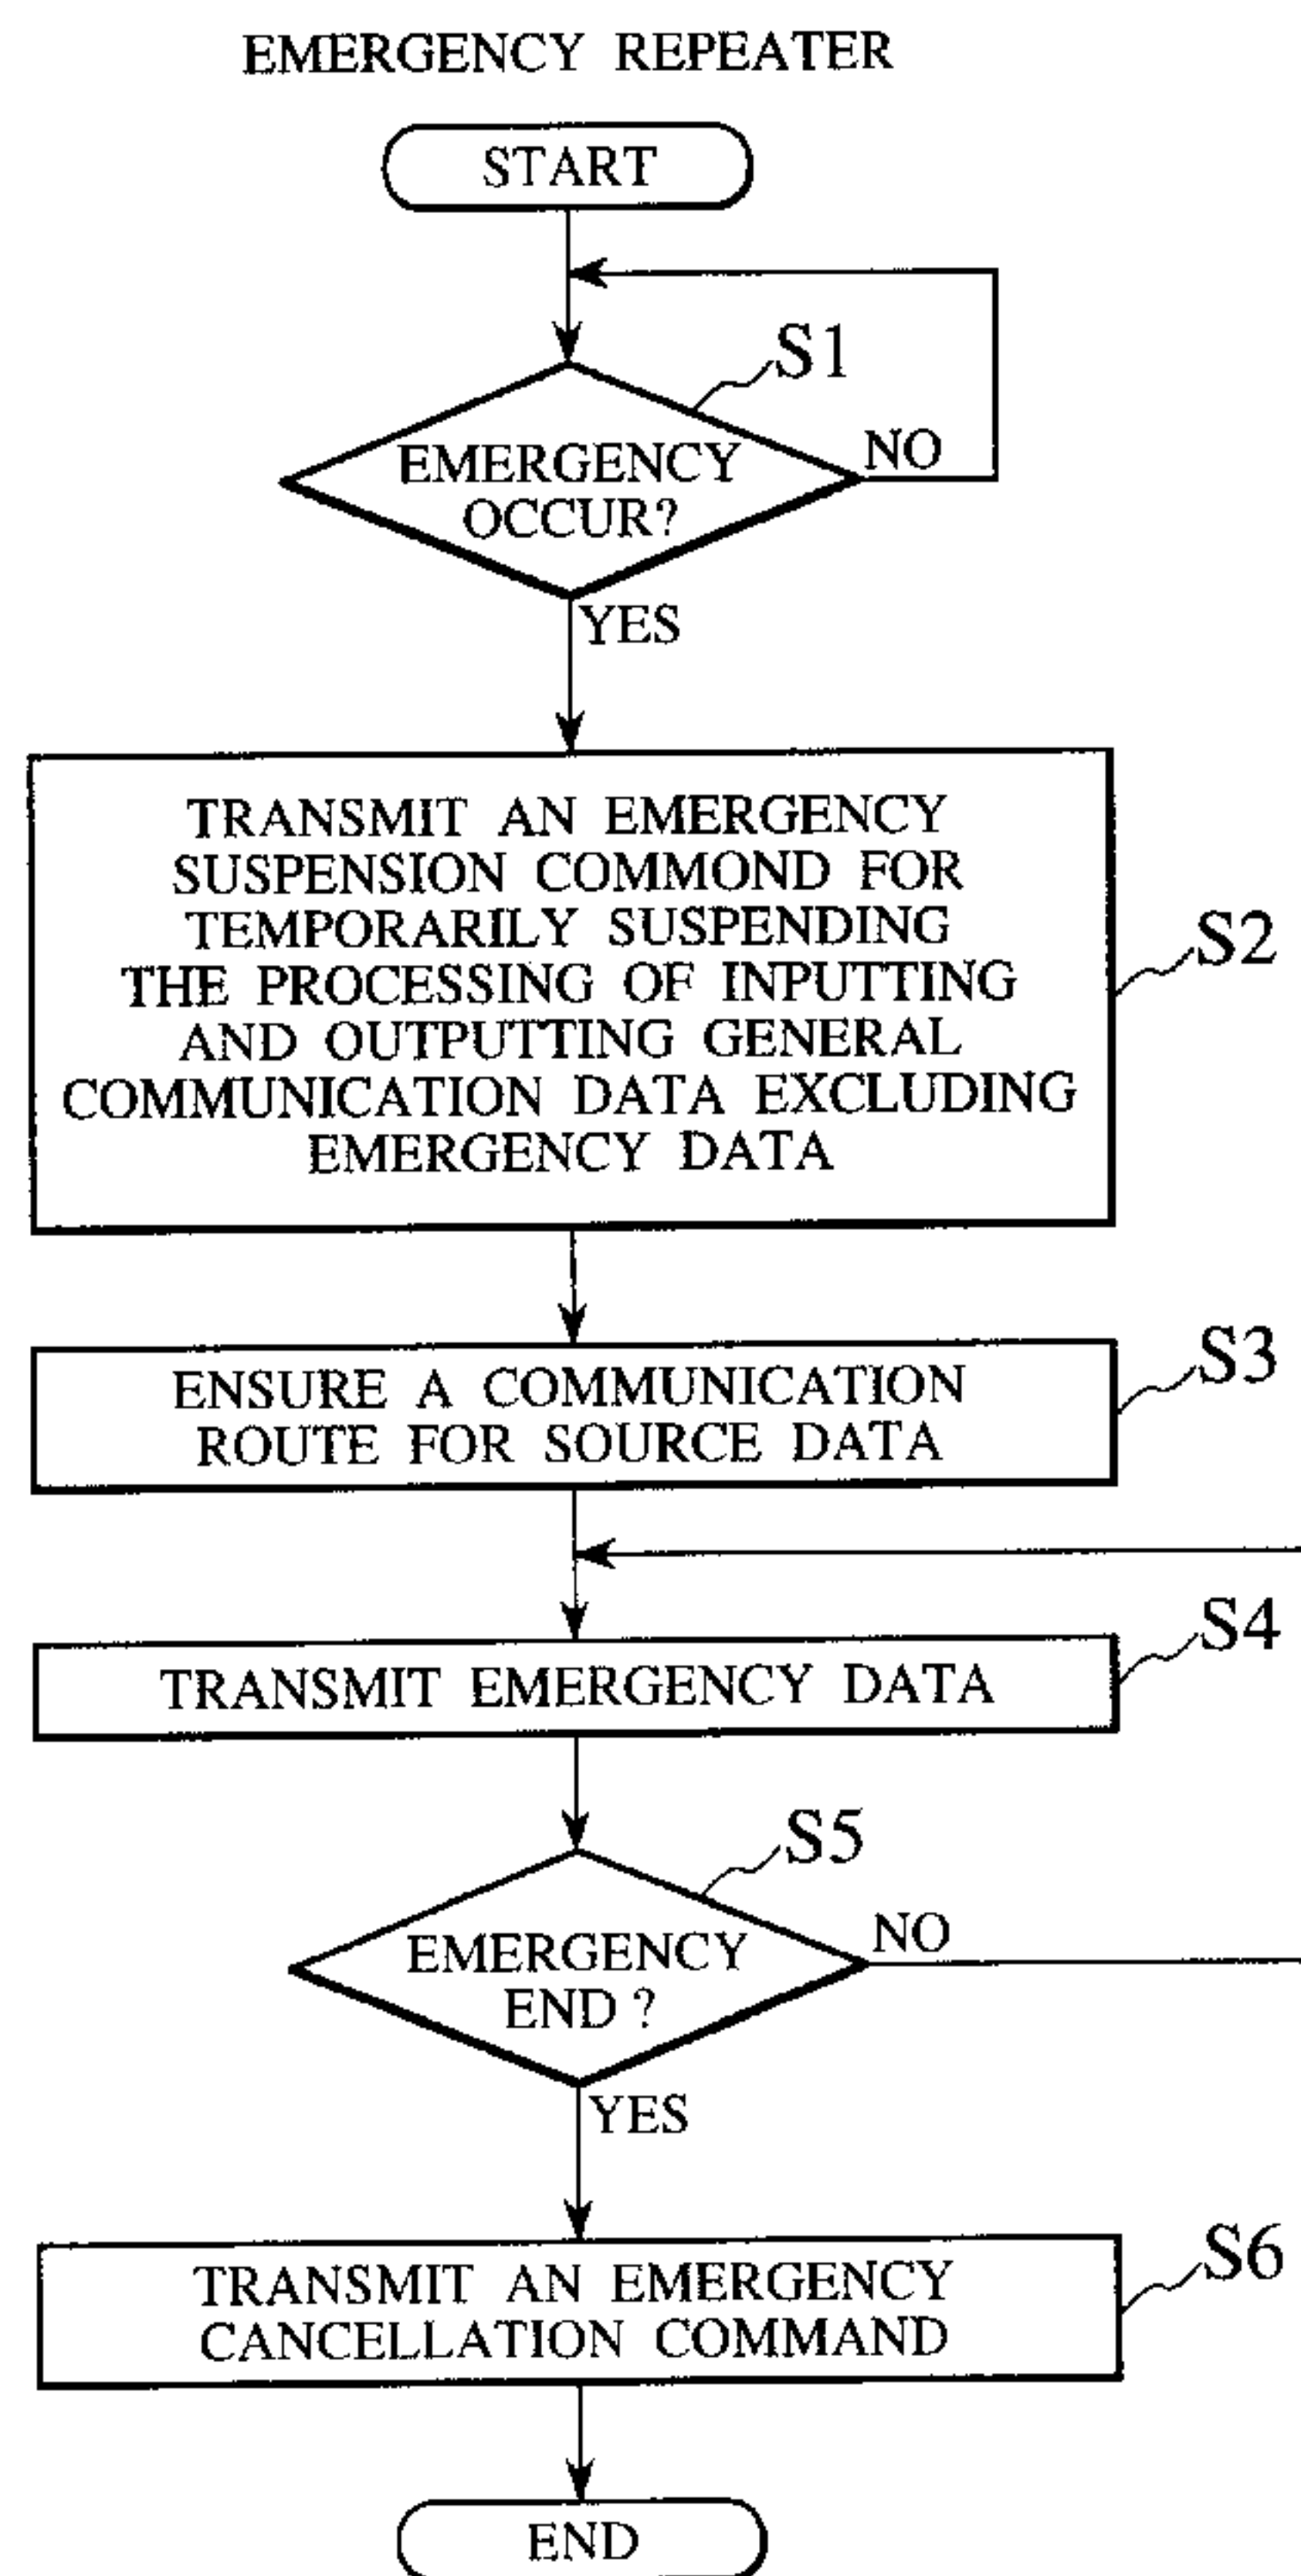 EMERGENCY REPEATER
START
S1
EMERGENCY
OCCUR?
NO
YES
TRANSMIT AN EMERGENCY
SUSPENSION COMMOND FOR
TEMPORARILY SUSPENDING
THE PROCESSING OF INPUTTING
AND OUTPUTTING GENERAL
COMMUNICATION DATA EXCLUDING
EMERGENCY DATA
S2
ENSURE A COMMUNICATION
ROUTE FOR SOURCE DATA
S3
TRANSMIT EMERGENCY DATA
S4
S5
EMERGENCY
END ?
NO
YES
TRANSMIT AN EMERGENCY
CANCELLATION COMMAND
S6
END